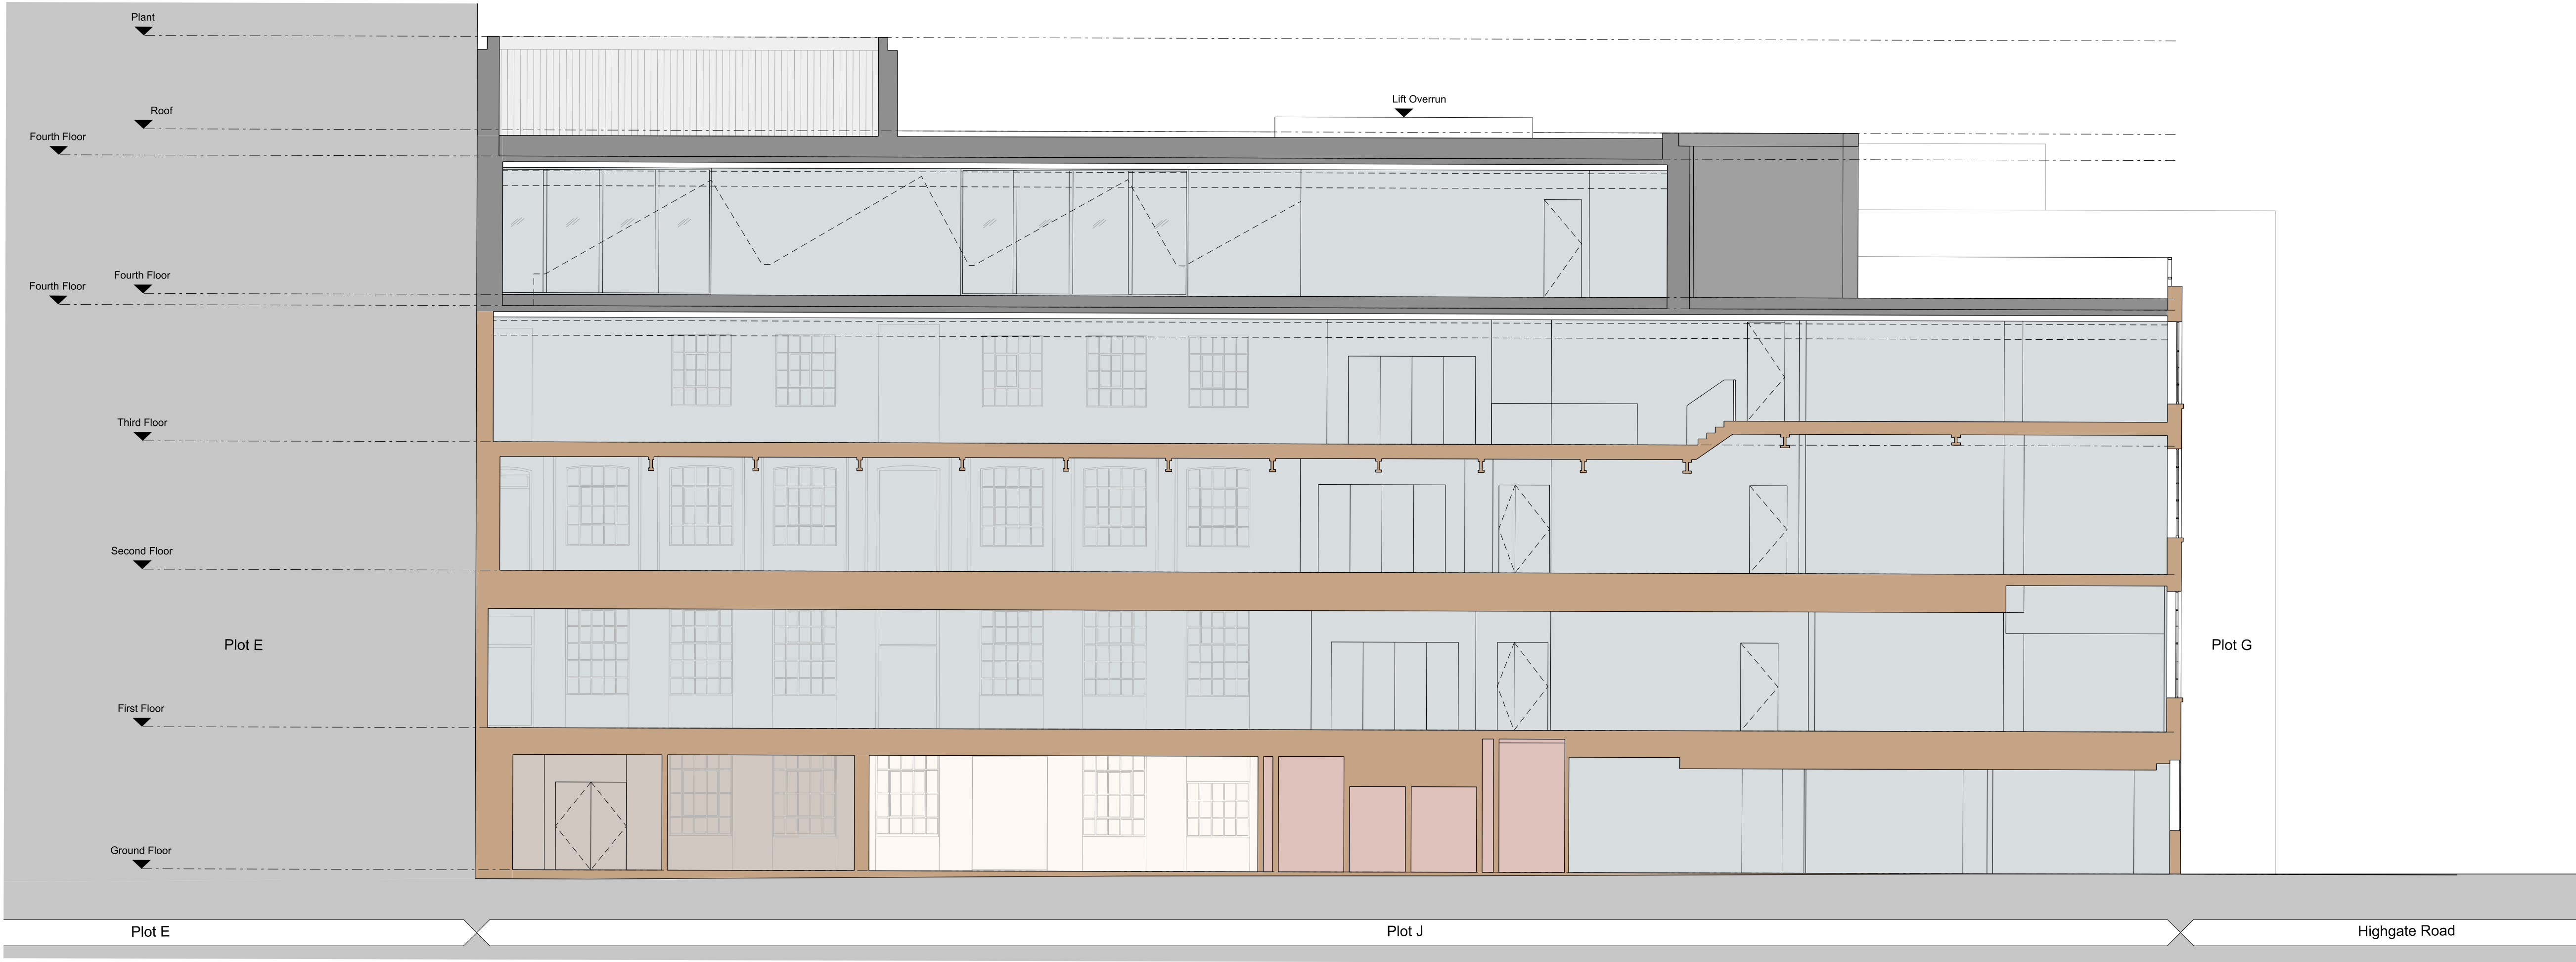 Plant
Roof
Lift Overrun
Fourth Floor
Fourth Floor
Fourth Floor
Third Floor
Second Floor
Plot E
Plot G
First Floor
Ground Floor
Plot E
Plot J
Highgate Road